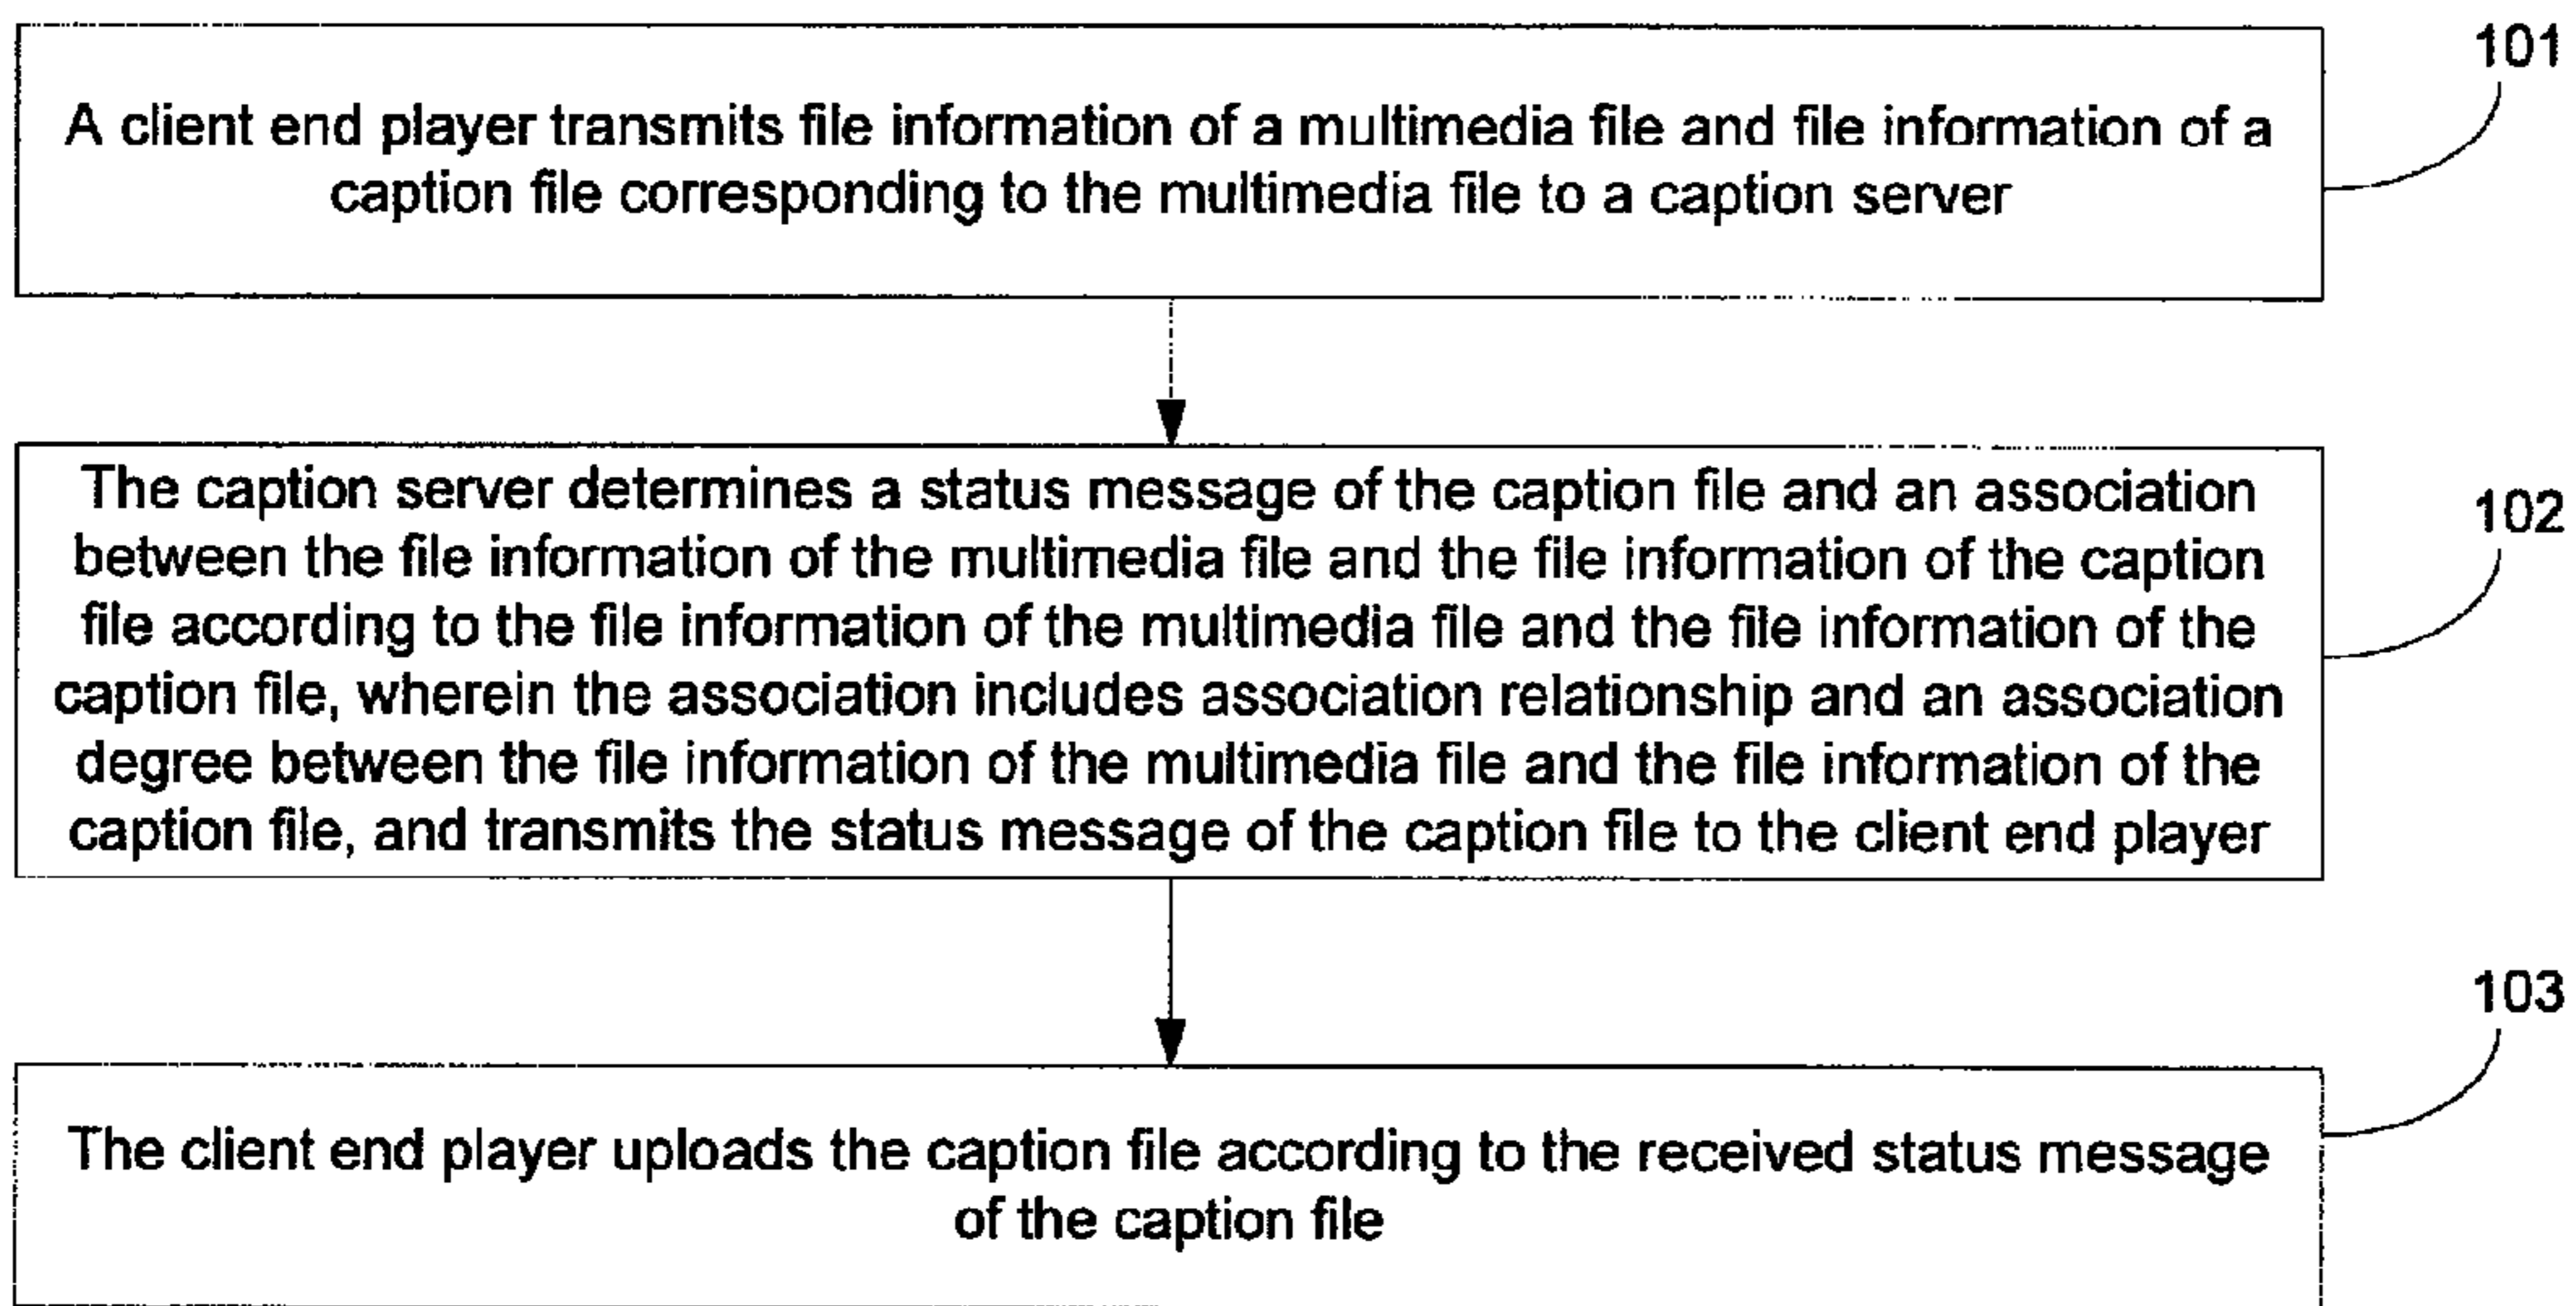 101
A client end player transmits file information of a multimedia file and file information of a
caption file corresponding to the multimedia file to a caption server
The caption server determines a status message of the caption file and an association
between the file information of the multimedia file and the file information of the caption
file according to the file information of the multimedia file and the file information of the
caption file, wherein the association includes association relationship and an association
degree between the file information of the multimedia file and the file information of the
caption file, and transmits the status message of the caption file to the client end player
102
103
The client end player uploads the caption file according to the received status message
of the caption file